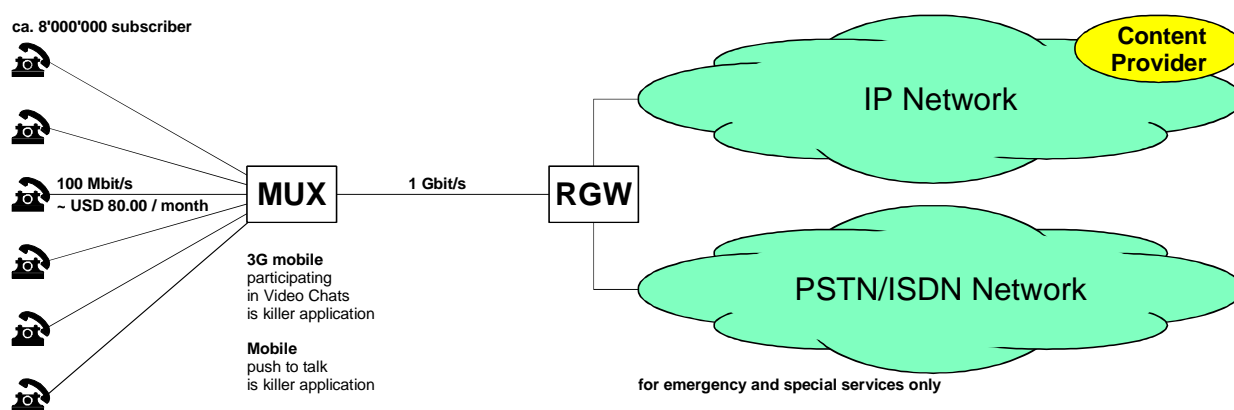 ca. 8'000'000 subscriber
Content
Provider
IP Network
100 Mbit/s
~ USD 80.00 / month
MUX
1 Gbit/s
RGW
3G mobile
participating
in Video Chats
is killer application
PSTN/ISDN Network
Mobile
push to talk
is killer application
for emergency and special services only